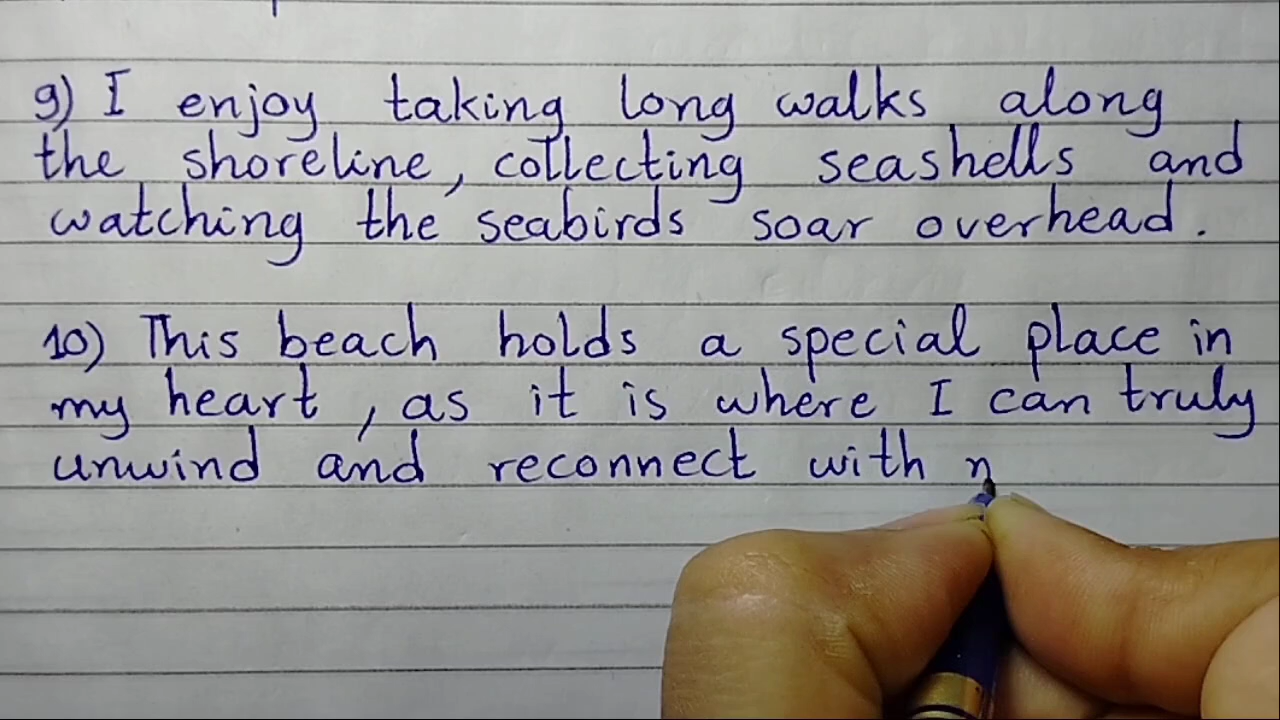 9) I enjoy taking long walks along
the shoreline, collecting seashells and
watching the seabirds soar overhead.
10) This beach holds a special place in
my heart, as it is where I can truly
unwind and reconnect with n